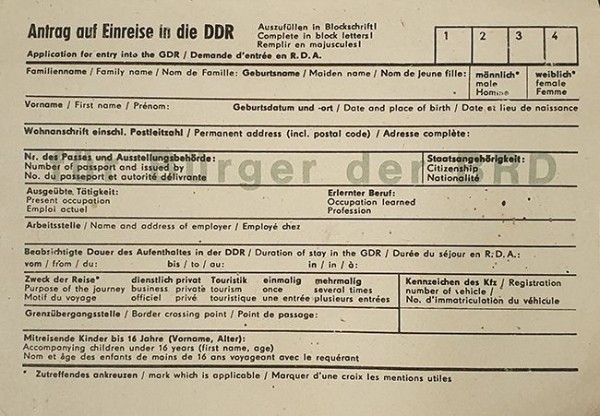 Antrag auf Einreise in die DDR
Auszufüllen in Blockschrift!
Complete in block letters!
Remplir en majuscules!
Application for entry into the GDR / Demande d'entrée en R.D.A.
1 2 3 4
Familienname / Family name / Nom de Famille: Geburtsname / Maiden name / Nom de Jeune fille:
männlich*
male
Homme
weiblich*
female
Femme
Vorname / First name / Prénom: Geburtsdatum und -ort / Date and place of birth / Date et lieu de naissance
Wohnanschrift einschl. Postleitzahl / Permanent address (incl. postal code) / Adresse complète:
Bürger der BRD
Nr. des Passes und Ausstellungsbehörde:
Number of passport and issued by
No. du passeport et autorité délivrante
Staatsangehörigkeit:
Citizenship
Nationalité
Ausgeübte Tätigkeit:
Present occupation
Emploi actuel
Erlernter Beruf:
Occupation learned
Profession
Arbeitsstelle / Name and address of employer / Employé chez
Beabsichtigte Dauer des Aufenthaltes in der DDR / Duration of stay in the GDR / Durée du séjour en R.D.A.:
vom / from / du: bis / to / au: in / in / à:
Zweck der Reise* dienstlich privat Touristik einmalig mehrmalig
Purpose of the journey business private tourism once several times
Motif du voyage officiel privé touristique une entrée plusieurs entrées
Kennzeichen des Kfz / Registration
number of vehicle /
No. d'immatriculation du véhicule
Grenzübergangsstelle / Border crossing point / Point de passage:
Mitreisende Kinder bis 16 Jahre (Vorname, Alter):
Accompanying children under 16 years (first name, age)
Nom et âge des enfants de moins de 16 ans voyageant avec le requérant
* Zutreffendes ankreuzen / mark which is applicable / Marquer d'une croix les mentions utiles